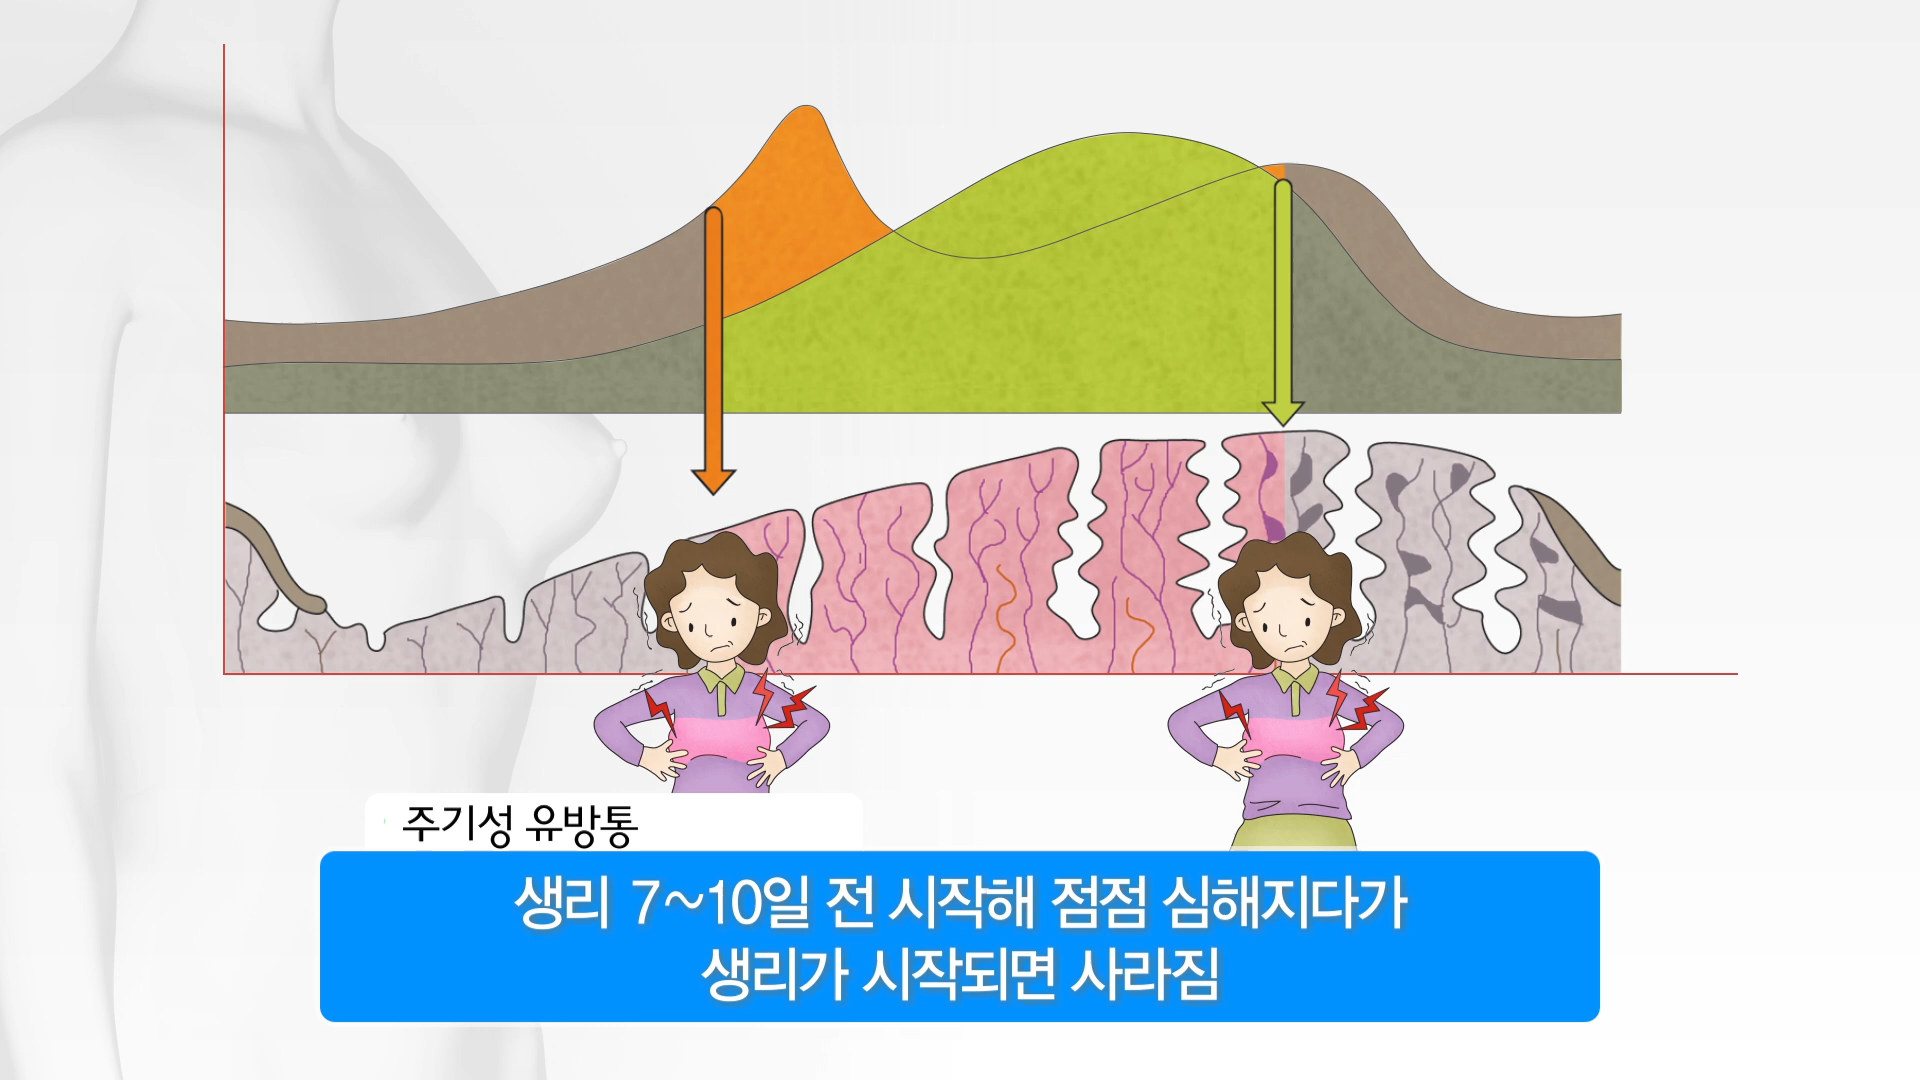 주기성 유방통
생리 7~10일 전 시작해 점점 심해지다가
생리가 시작되면 사라짐